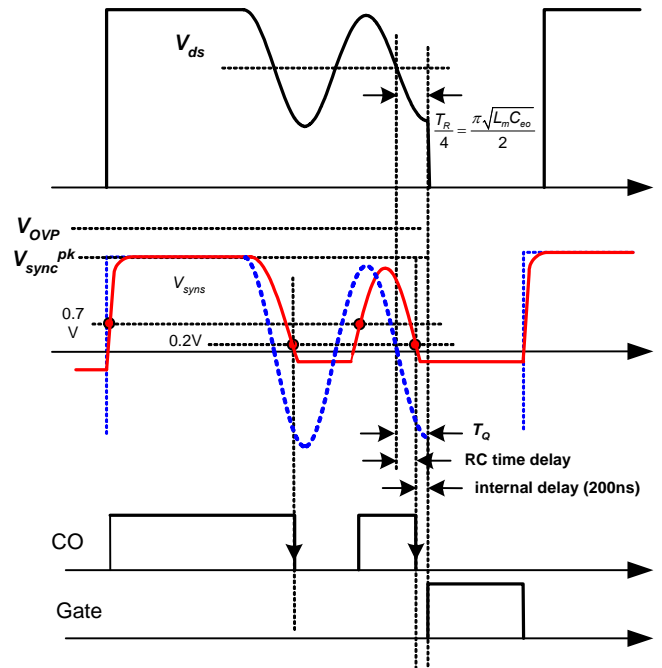 V_ds
T_R/4 = π√(L_m C_eo)/2
V_OVP
V_sync^pk
V_syns
0.7
V
0.2V
T_Q
RC time delay
internal delay (200ns)
CO
Gate